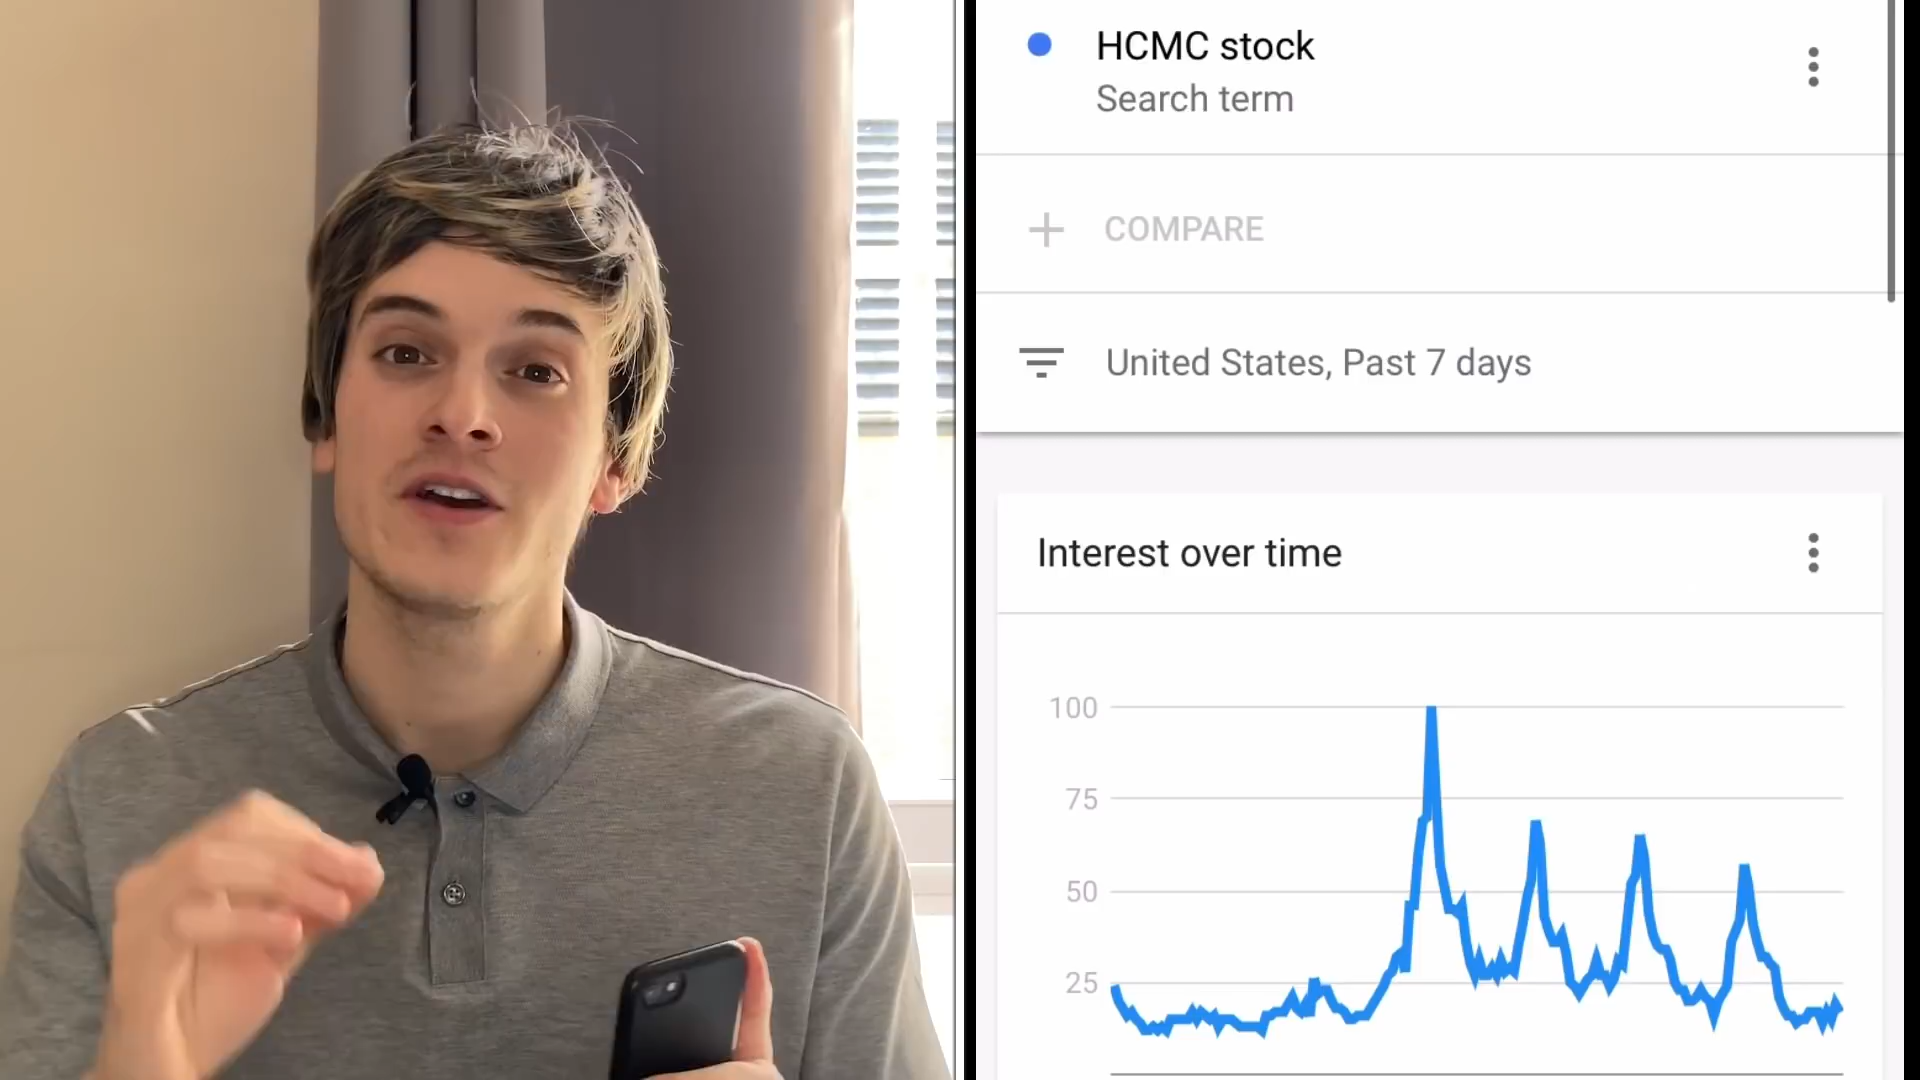 HCMC stock
Search term
COMPARE
United States, Past 7 days
Interest over time
100
75
50
25